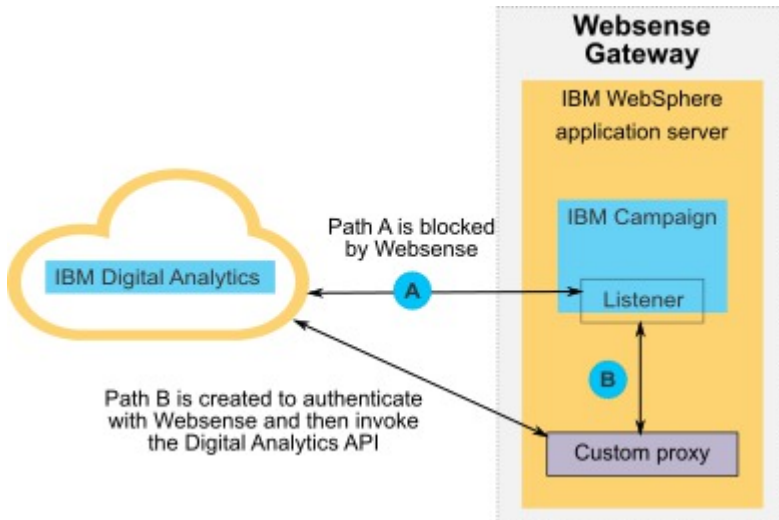 Websense
Gateway
IBM WebSphere
application server
IBM Campaign
Path A is blocked
by Websense
IBM Digital Analytics
A
Listener
B
Path B is created to authenticate
with Websense and then invoke
the Digital Analytics API
Custom proxy